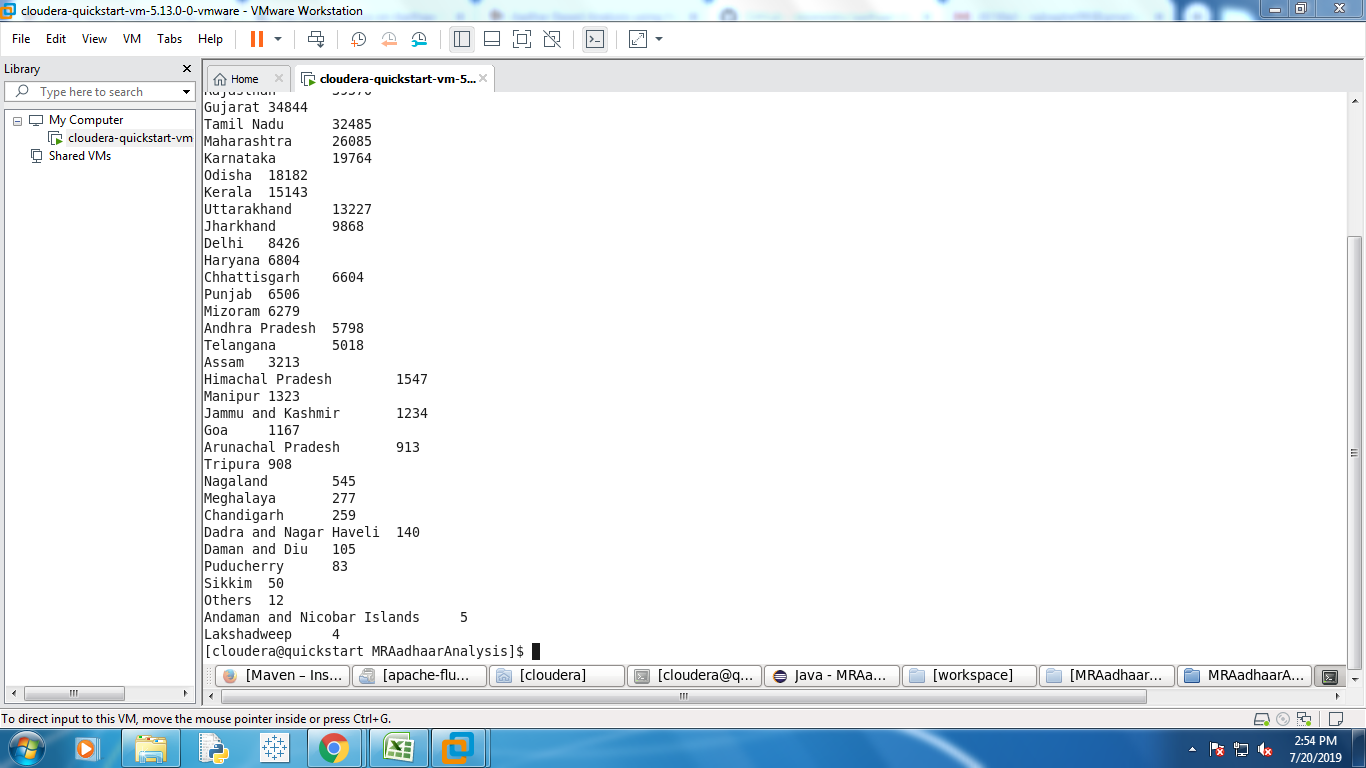 cloudera-quickstart-vm-5.13.0-0-vmware - VMware Workstation
File Edit View VM Tabs Help
Library
Type here to search
My Computer
cloudera-quickstart-vm
Shared VMs
Home
cloudera-quickstart-vm-5...
Gujarat 34844
Tamil Nadu 32485
Maharashtra 26085
Karnataka 19764
Odisha 18182
Kerala 15143
Uttarakhand 13227
Jharkhand 9868
Delhi 8426
Haryana 6804
Chhattisgarh 6604
Punjab 6506
Mizoram 6279
Andhra Pradesh 5798
Telangana 5018
Assam 3213
Himachal Pradesh 1547
Manipur 1323
Jammu and Kashmir 1234
Goa 1167
Arunachal Pradesh 913
Tripura 908
Nagaland 545
Meghalaya 277
Chandigarh 259
Dadra and Nagar Haveli 140
Daman and Diu 105
Puducherry 83
Sikkim 50
Others 12
Andaman and Nicobar Islands 5
Lakshadweep 4
[cloudera@quickstart MRAadhaarAnalysis]$
[Maven – Ins... [apache-flu... [cloudera] [cloudera@q... Java - MRAa... [workspace] [MRAadhaar... MRAadhaarA...
To direct input to this VM, move the mouse pointer inside or press Ctrl+G.
2:54 PM
7/20/2019